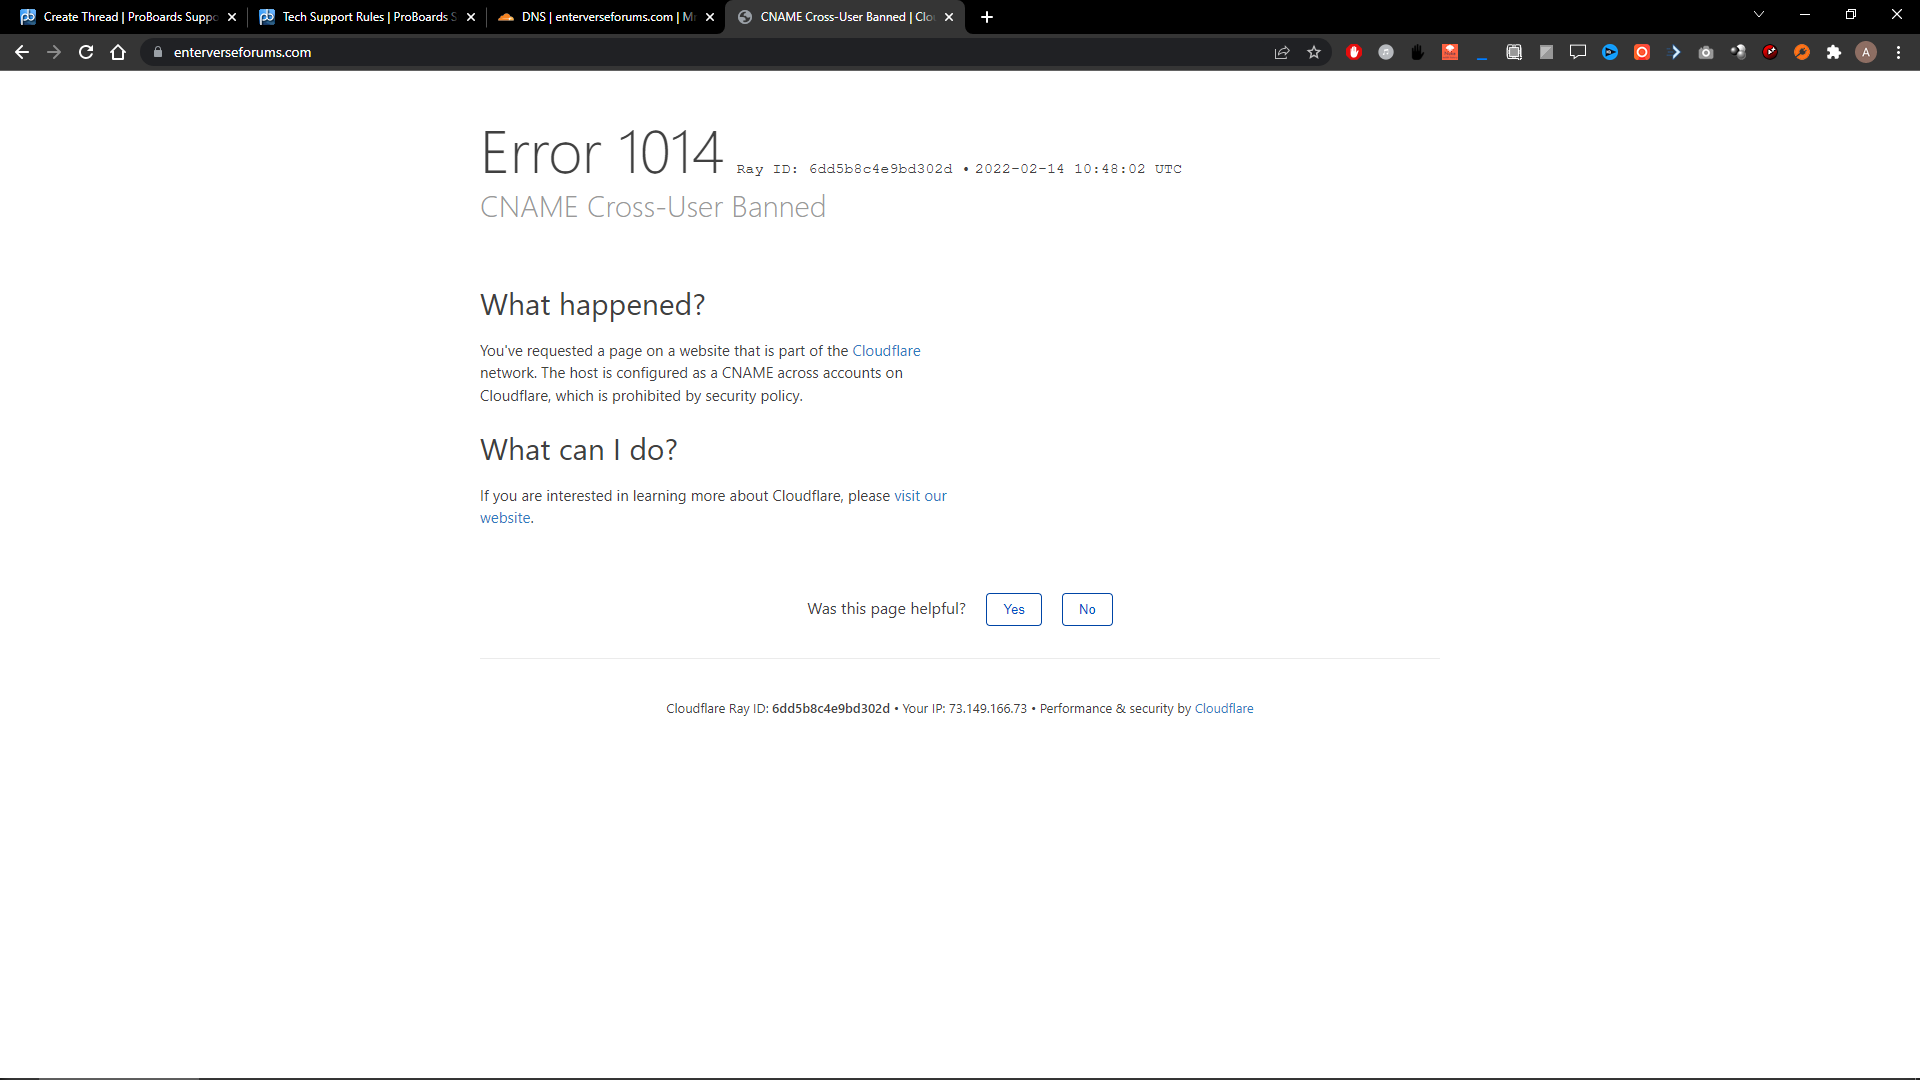 Create Thread | ProBoards Suppo
Tech Support Rules | ProBoards S
DNS | enterverseforums.com |
CNAME Cross-User Banned | Clo
enterverseforums.com
A
Error 1014 Ray ID: 6dd5b8c4e9bd302d • 2022-02-14 10:48:02 UTC
CNAME Cross-User Banned
What happened?
You've requested a page on a website that is part of the Cloudflare
network. The host is configured as a CNAME across accounts on
Cloudflare, which is prohibited by security policy.
What can I do?
If you are interested in learning more about Cloudflare, please visit our
website.
Was this page helpful? Yes No
Cloudflare Ray ID: 6dd5b8c4e9bd302d • Your IP: 73.149.166.73 • Performance & security by Cloudflare